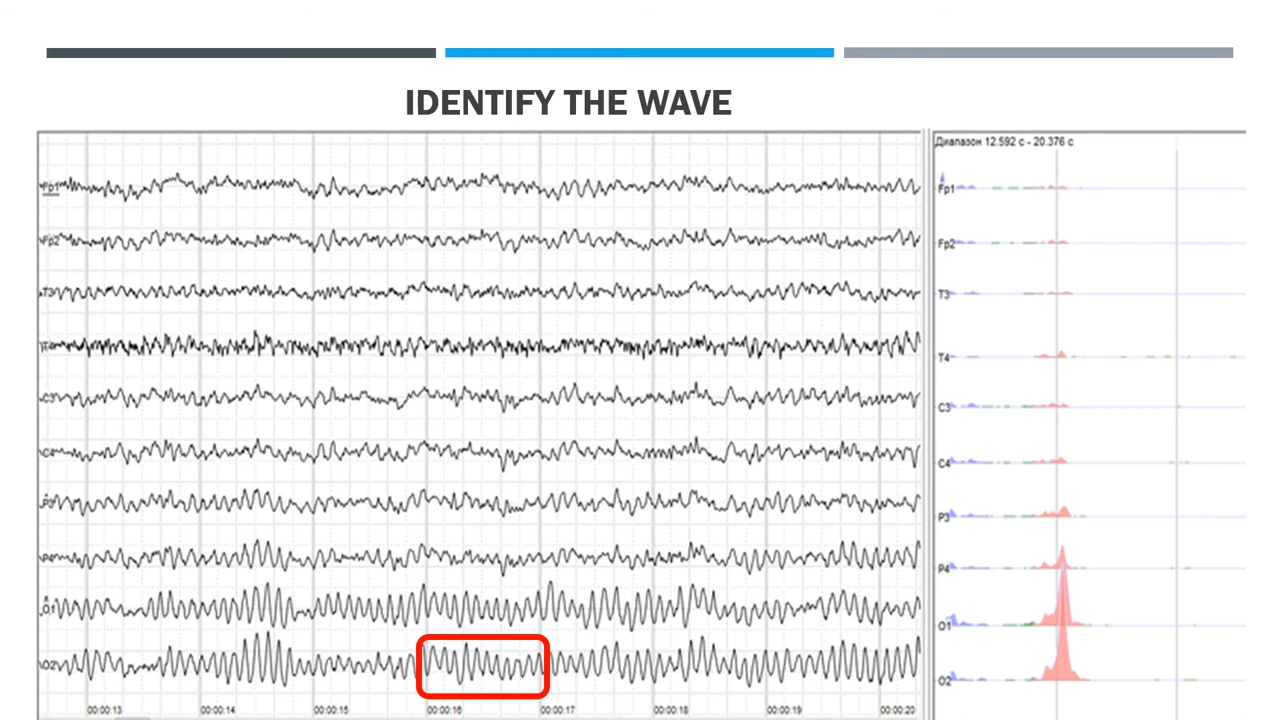 IDENTIFY THE WAVE
Диапазон 12.592 с - 20.376 с
Fp1
Fp1
Fp2
Fp2
T3
T3
T4
C3
C3
C4
C4
P3
P4
P4
O1
O1
O2
O2
00:00:13 00:00:14 00:00:15 00:00:16 00:00:17 00:00:18 00:00:19 00:00:20